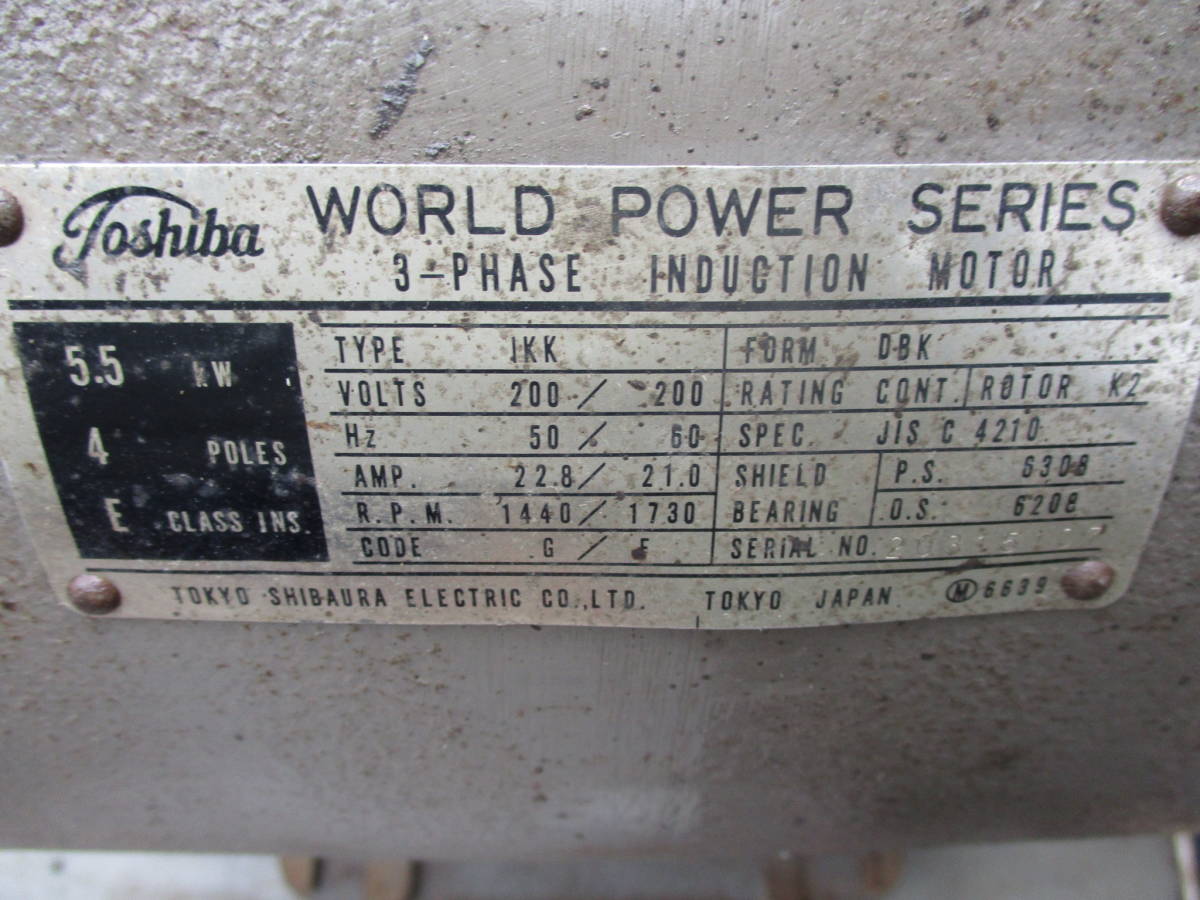 Toshiba WORLD POWER SERIES
3-PHASE INDUCTION MOTOR
5.5 kW
4 POLES
E CLASS INS.
TYPE IKK
VOLTS 200 / 200
Hz 50 / 60
AMP. 22.8 / 21.0
R.P.M. 1440 / 1730
CODE G / F
FORM DBK
RATING CONT. ROTOR K2
SPEC. JIS C 4210
SHIELD BEARING P.S. 6308
O.S. 6208
SERIAL NO.
TOKYO SHIBAURA ELECTRIC CO.,LTD. TOKYO JAPAN Ⓜ6639